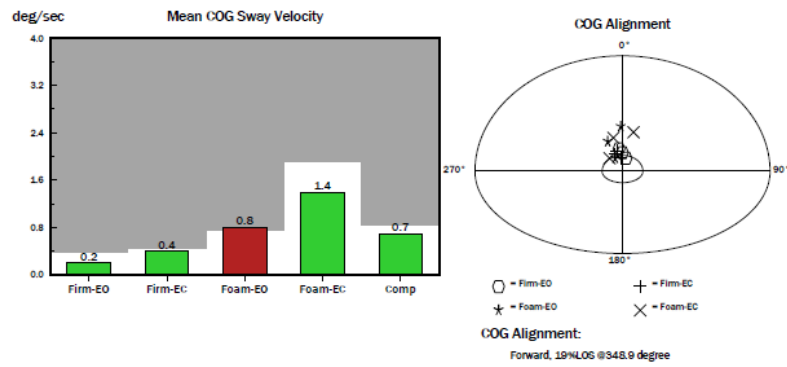 deg/sec
Mean COG Sway Velocity
4.0
3.2
2.4
1.6
0.8
0.0
0.2
0.4
0.8
1.4
0.7
Firm-EO
Firm-EC
Foam-EO
Foam-EC
Comp
COG Alignment
0°
270°
90°
180°
= Firm-EO
= Firm-EC
= Foam-EO
= Foam-EC
COG Alignment:
Forward, 19%LOS @348.9 degree